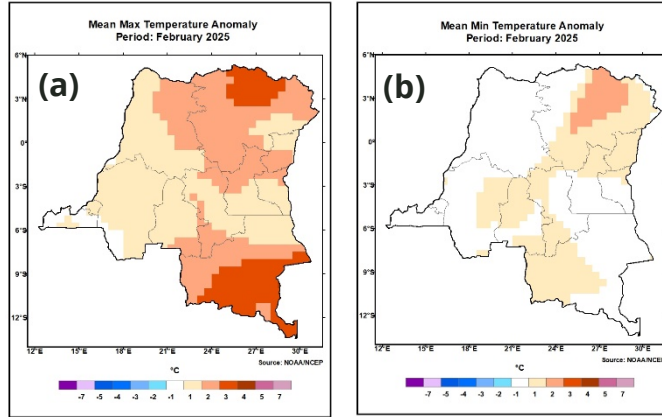 Mean Max Temperature Anomaly
Period: February 2025
(a)
6°N
3°N
0°
3°S
6°S
9°S
12°S
12°E 15°E 18°E 21°E 24°E 27°E 30°E
Source: NOAA/NCEP
°C
-7 -5 -4 -3 -2 -1 1 2 3 4 5 7
Mean Min Temperature Anomaly
Period: February 2025
(b)
6°N
3°N
0°
3°S
6°S
9°S
12°S
12°E 15°E 18°E 21°E 24°E 27°E 30°E
Source: NOAA/NCEP
°C
-7 -5 -4 -3 -2 -1 1 2 3 4 5 7